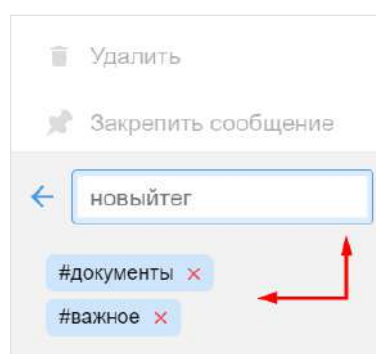 Удалить
Закрепить сообщение
новыйтег
#документы
#важное